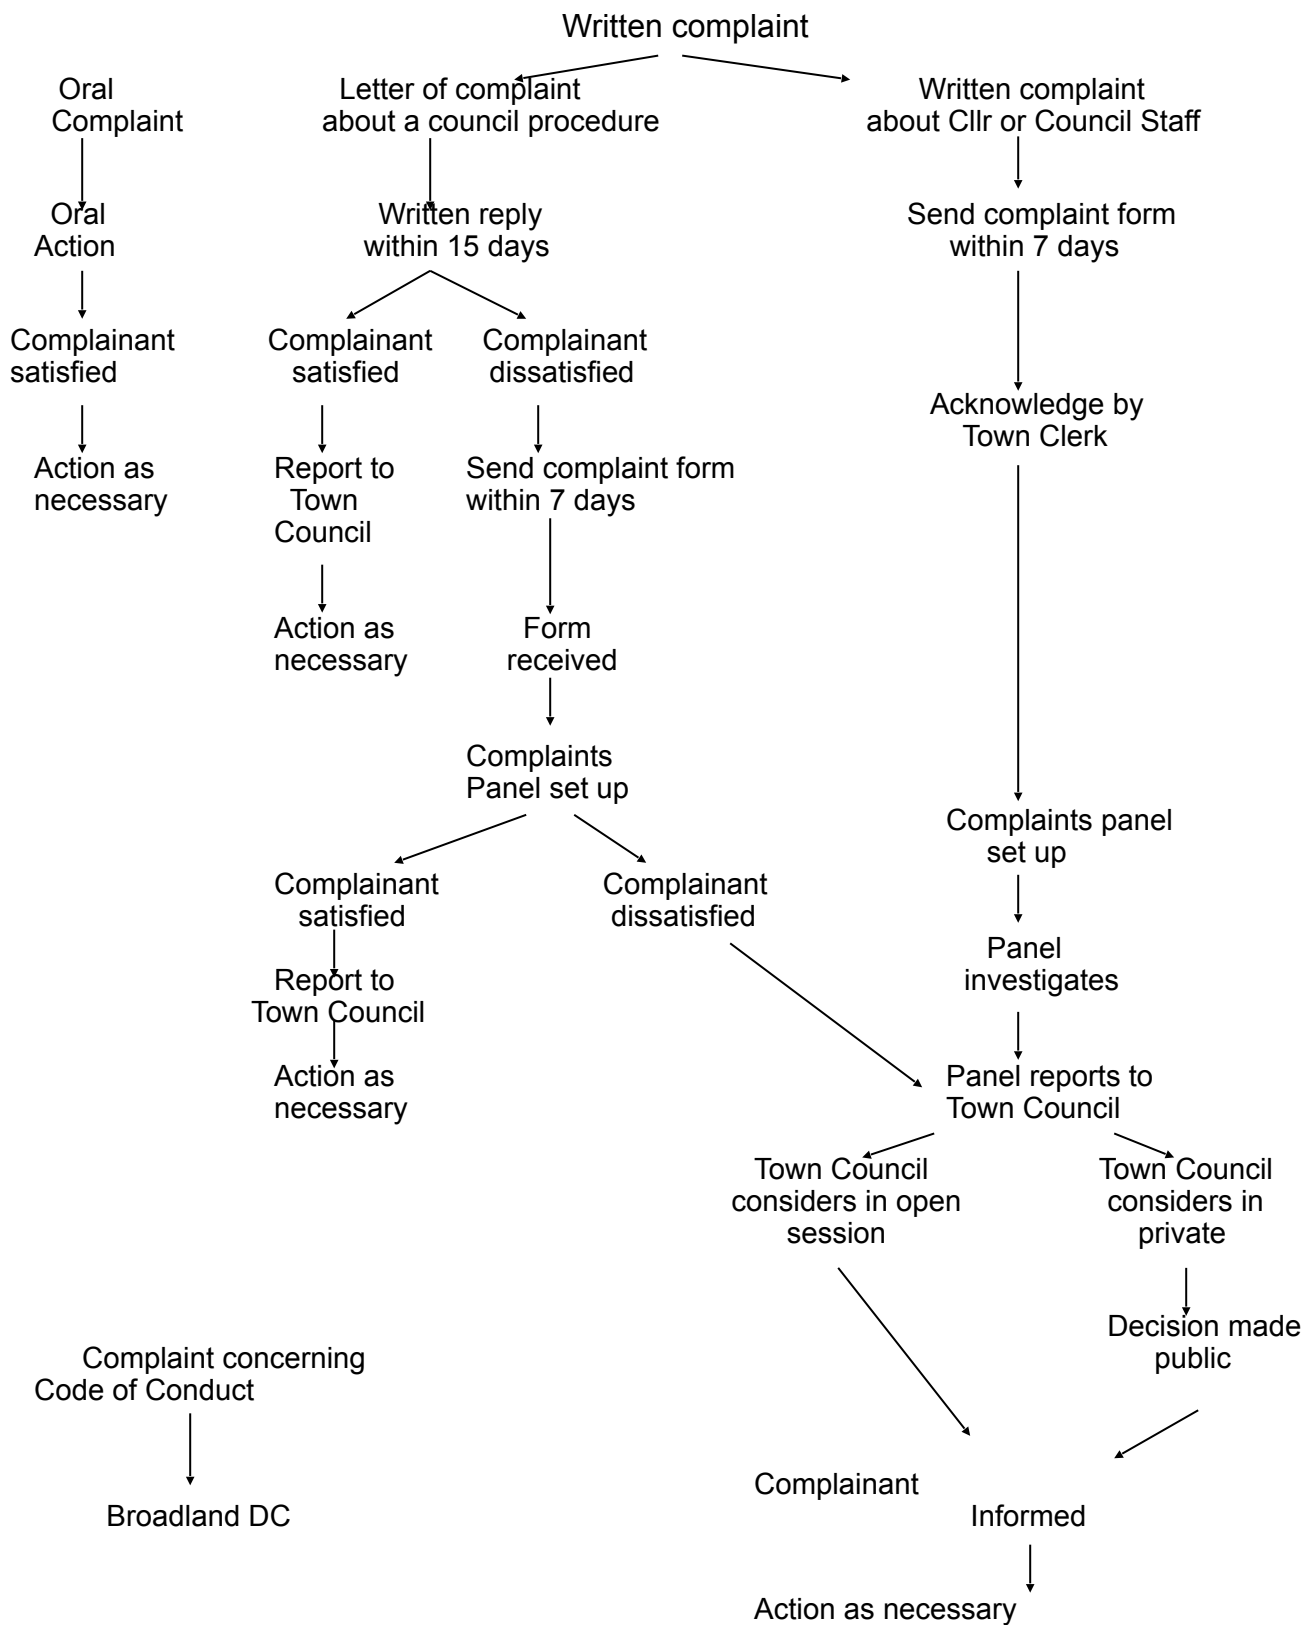 Written complaint
Oral
Complaint
Letter of complaint
about a council procedure
Written complaint
about Cllr or Council Staff
Oral
Action
Written reply
within 15 days
Send complaint form
within 7 days
Complainant
satisfied
Complainant
satisfied
Complainant
dissatisfied
Acknowledge by
Town Clerk
Action as
necessary
Report to
Town
Council
Send complaint form
within 7 days
Action as
necessary
Form
received
Complaints
Panel set up
Complaints panel
set up
Complainant
satisfied
Complainant
dissatisfied
Panel
investigates
Report to
Town Council
Action as
necessary
Panel reports to
Town Council
Town Council
considers in open
session
Town Council
considers in
private
Decision made
public
Complaint concerning
Code of Conduct
Broadland DC
Complainant
Informed
Action as necessary